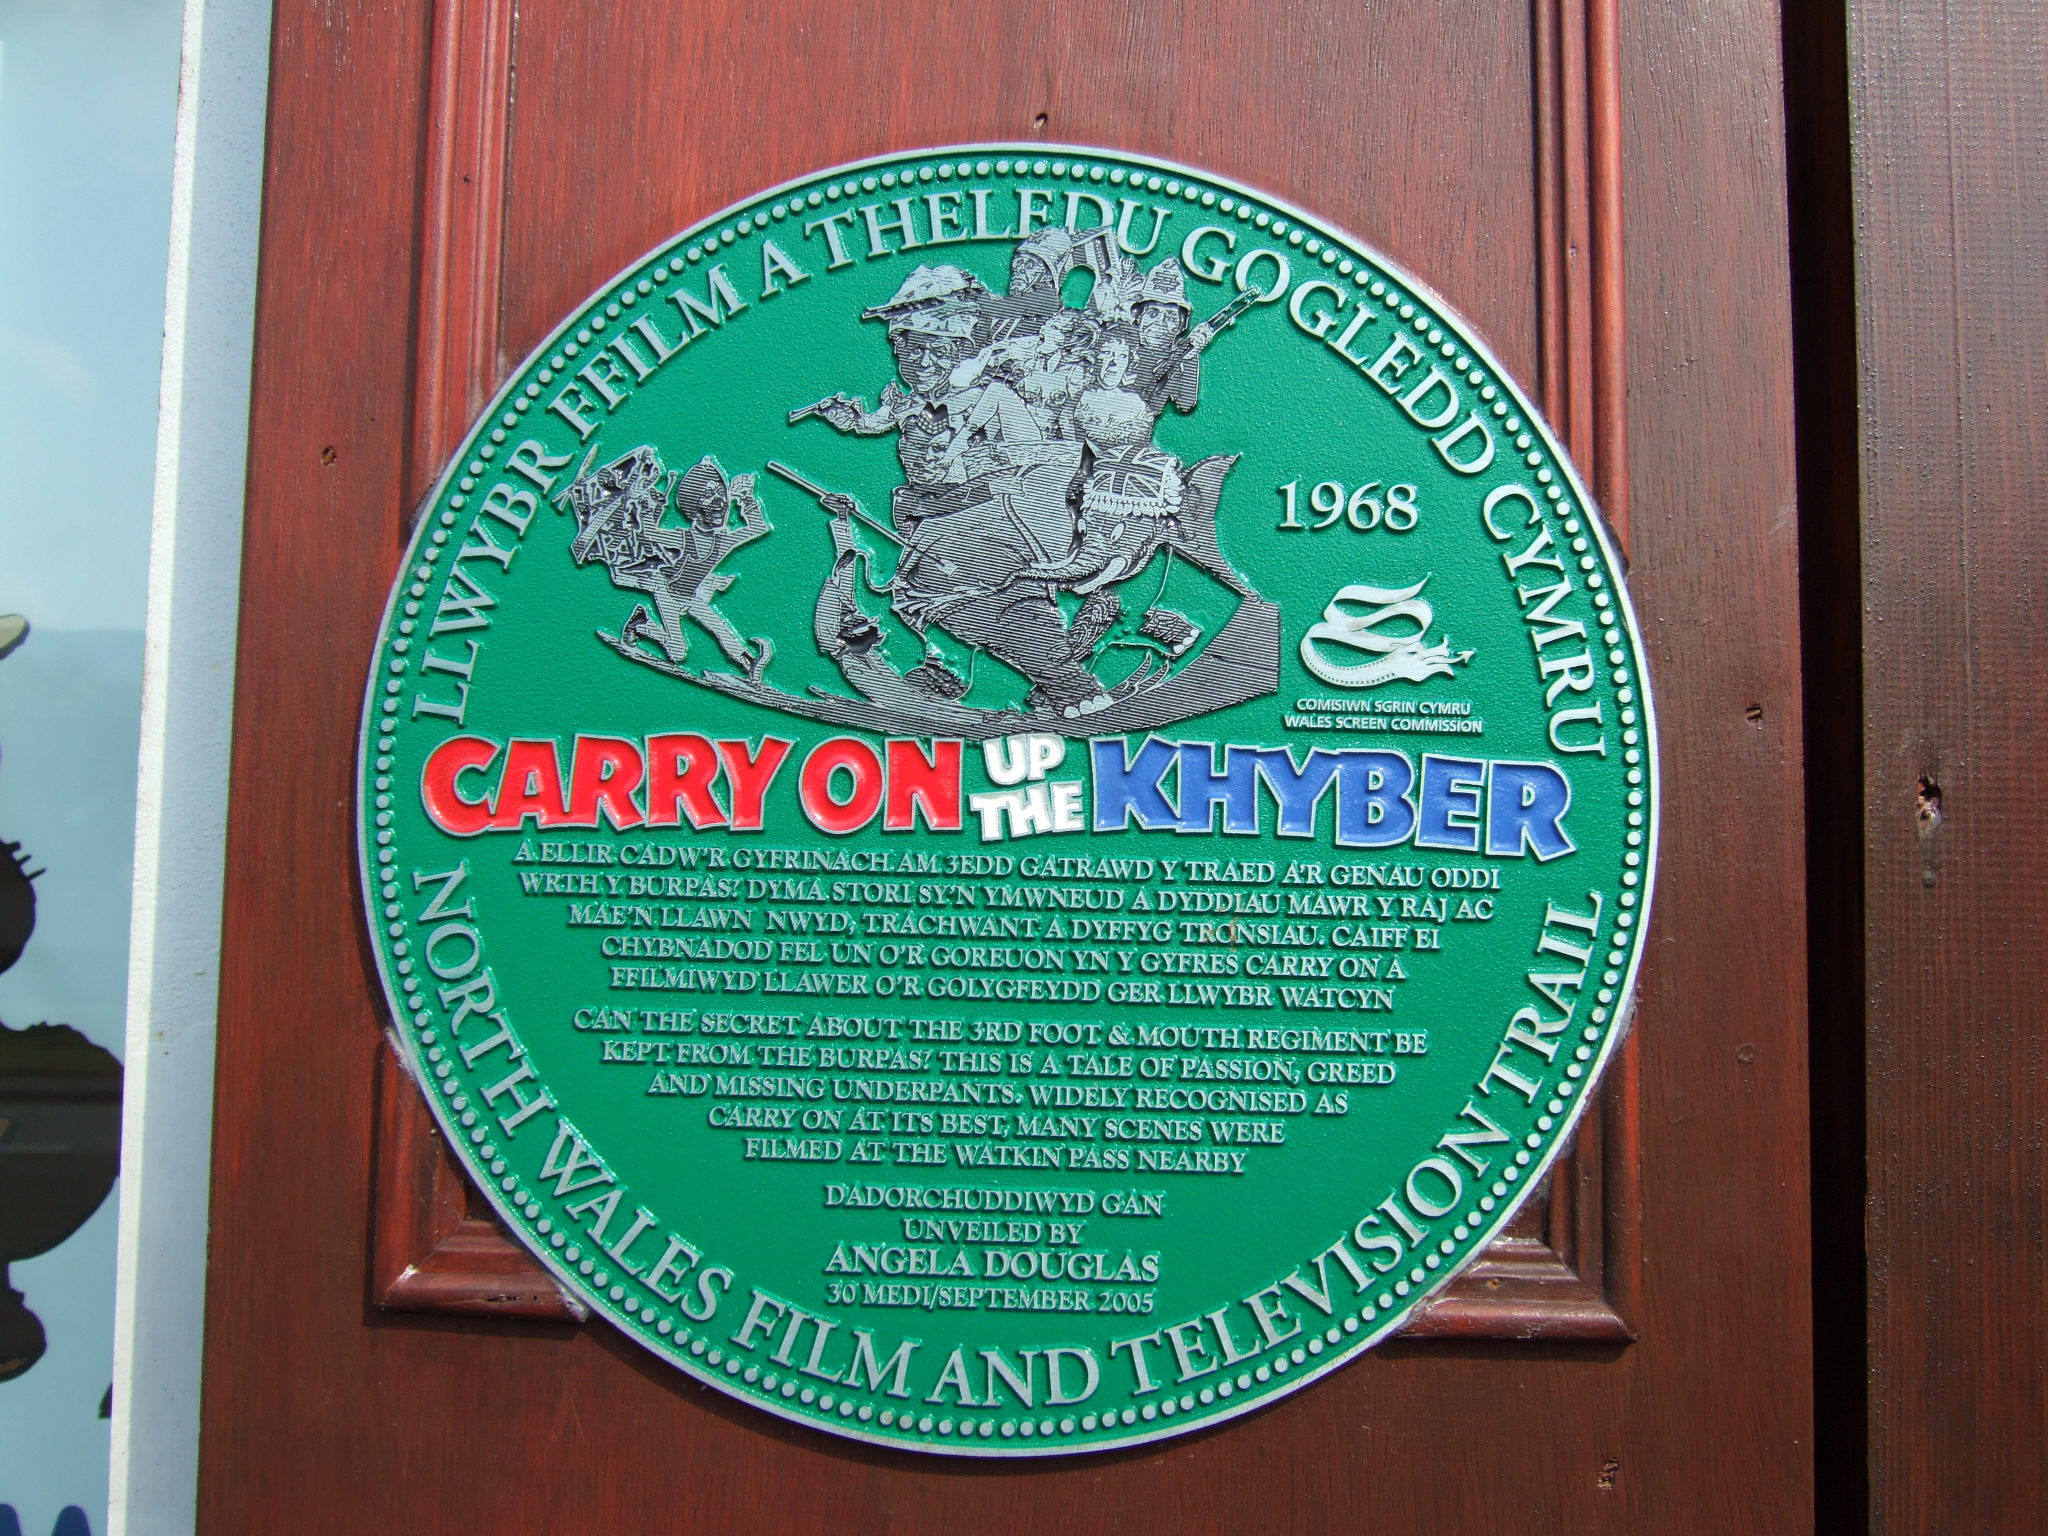 LLWYBR FFILM A THELEDU GOGLEDD CYMRU
1968
COMISIWN SGRIN CYMRU
WALES SCREEN COMMISSION
CARRY ON UP THE KHYBER
A ELLIR CADW'R GYFRINACH AM 3EDD GATRAWD Y TRAED A'R GENAU ODDI
WRTH Y BURPAS? DYMA STORI SY'N YMWNEUD A DYDDIAU MAWR Y RAJ AC
MAE'N LLAWN NWYD, TRACHWANT A DYFFYG TRONSIAU. CAIFF EI
CHYBNADOD FEL UN O'R GOREUON YN Y GYFRES CARRY ON A
FFILMIWYD LLAWER O'R GOLYGFEYDD GER LLWYBR WATCYN
CAN THE SECRET ABOUT THE 3RD FOOT & MOUTH REGIMENT BE
KEPT FROM THE BURPAS? THIS IS A TALE OF PASSION, GREED
AND MISSING UNDERPANTS. WIDELY RECOGNISED AS
CARRY ON AT ITS BEST, MANY SCENES WERE
FILMED AT THE WATKIN PASS NEARBY
DADORCHUDDIWYD GAN
UNVEILED BY
ANGELA DOUGLAS
30 MEDI/SEPTEMBER 2005
NORTH WALES FILM AND TELEVISION TRAIL